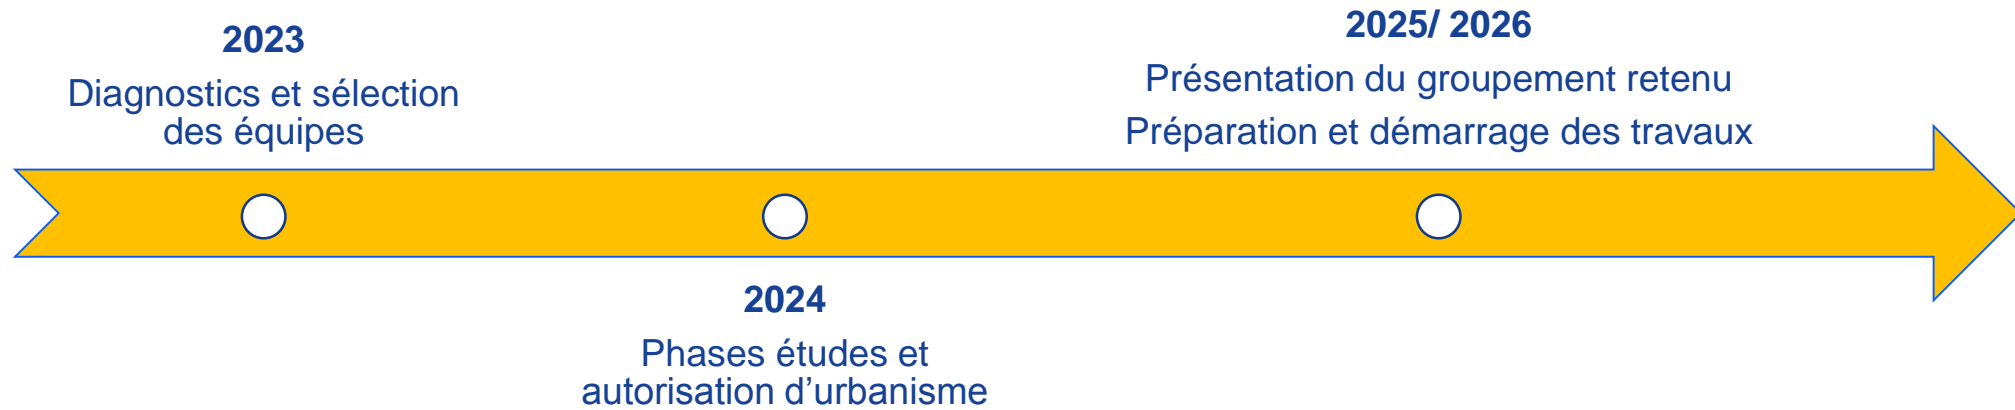 2023
Diagnostics et sélection
des équipes
2024
Phases études et
autorisation d’urbanisme
2025/ 2026
Présentation du groupement retenu
Préparation et démarrage des travaux